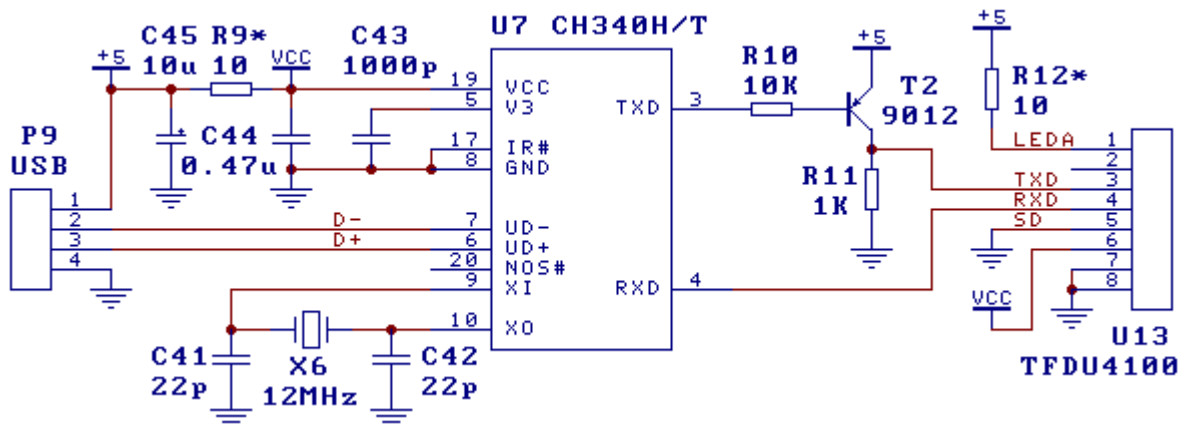 U7 CH340H/T
C45 R9* C43
+5 10u 10 VCC 1000p
19 VCC
5 V3
17 IR#
8 GND
7 UD-
6 UD+
20 NOS#
9 XI
10 XO
TXD 3
RXD 4
C44
0.47u
P9
USB
1
2
3
4
D-
D+
C41
22p
X6
12MHz
C42
22p
R10
10K
+5
T2
9012
R11
1K
+5
R12*
10
LEDA 1
2
TXD 3
RXD 4
SD 5
6
7
8
VCC
U13
TFDU4100